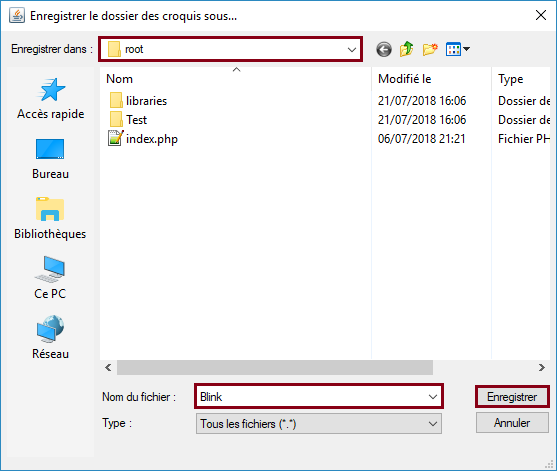 Enregistrer le dossier des croquis sous...
Enregistrer dans : root
Nom Modifié le Type
libraries 21/07/2018 16:06 Dossier de
Test 21/07/2018 16:06 Dossier de
index.php 06/07/2018 21:21 Fichier PH
Accès rapide
Bureau
Bibliothèques
Ce PC
Réseau
Nom du fichier : Blink Enregistrer
Type : Tous les fichiers (*.*) Annuler